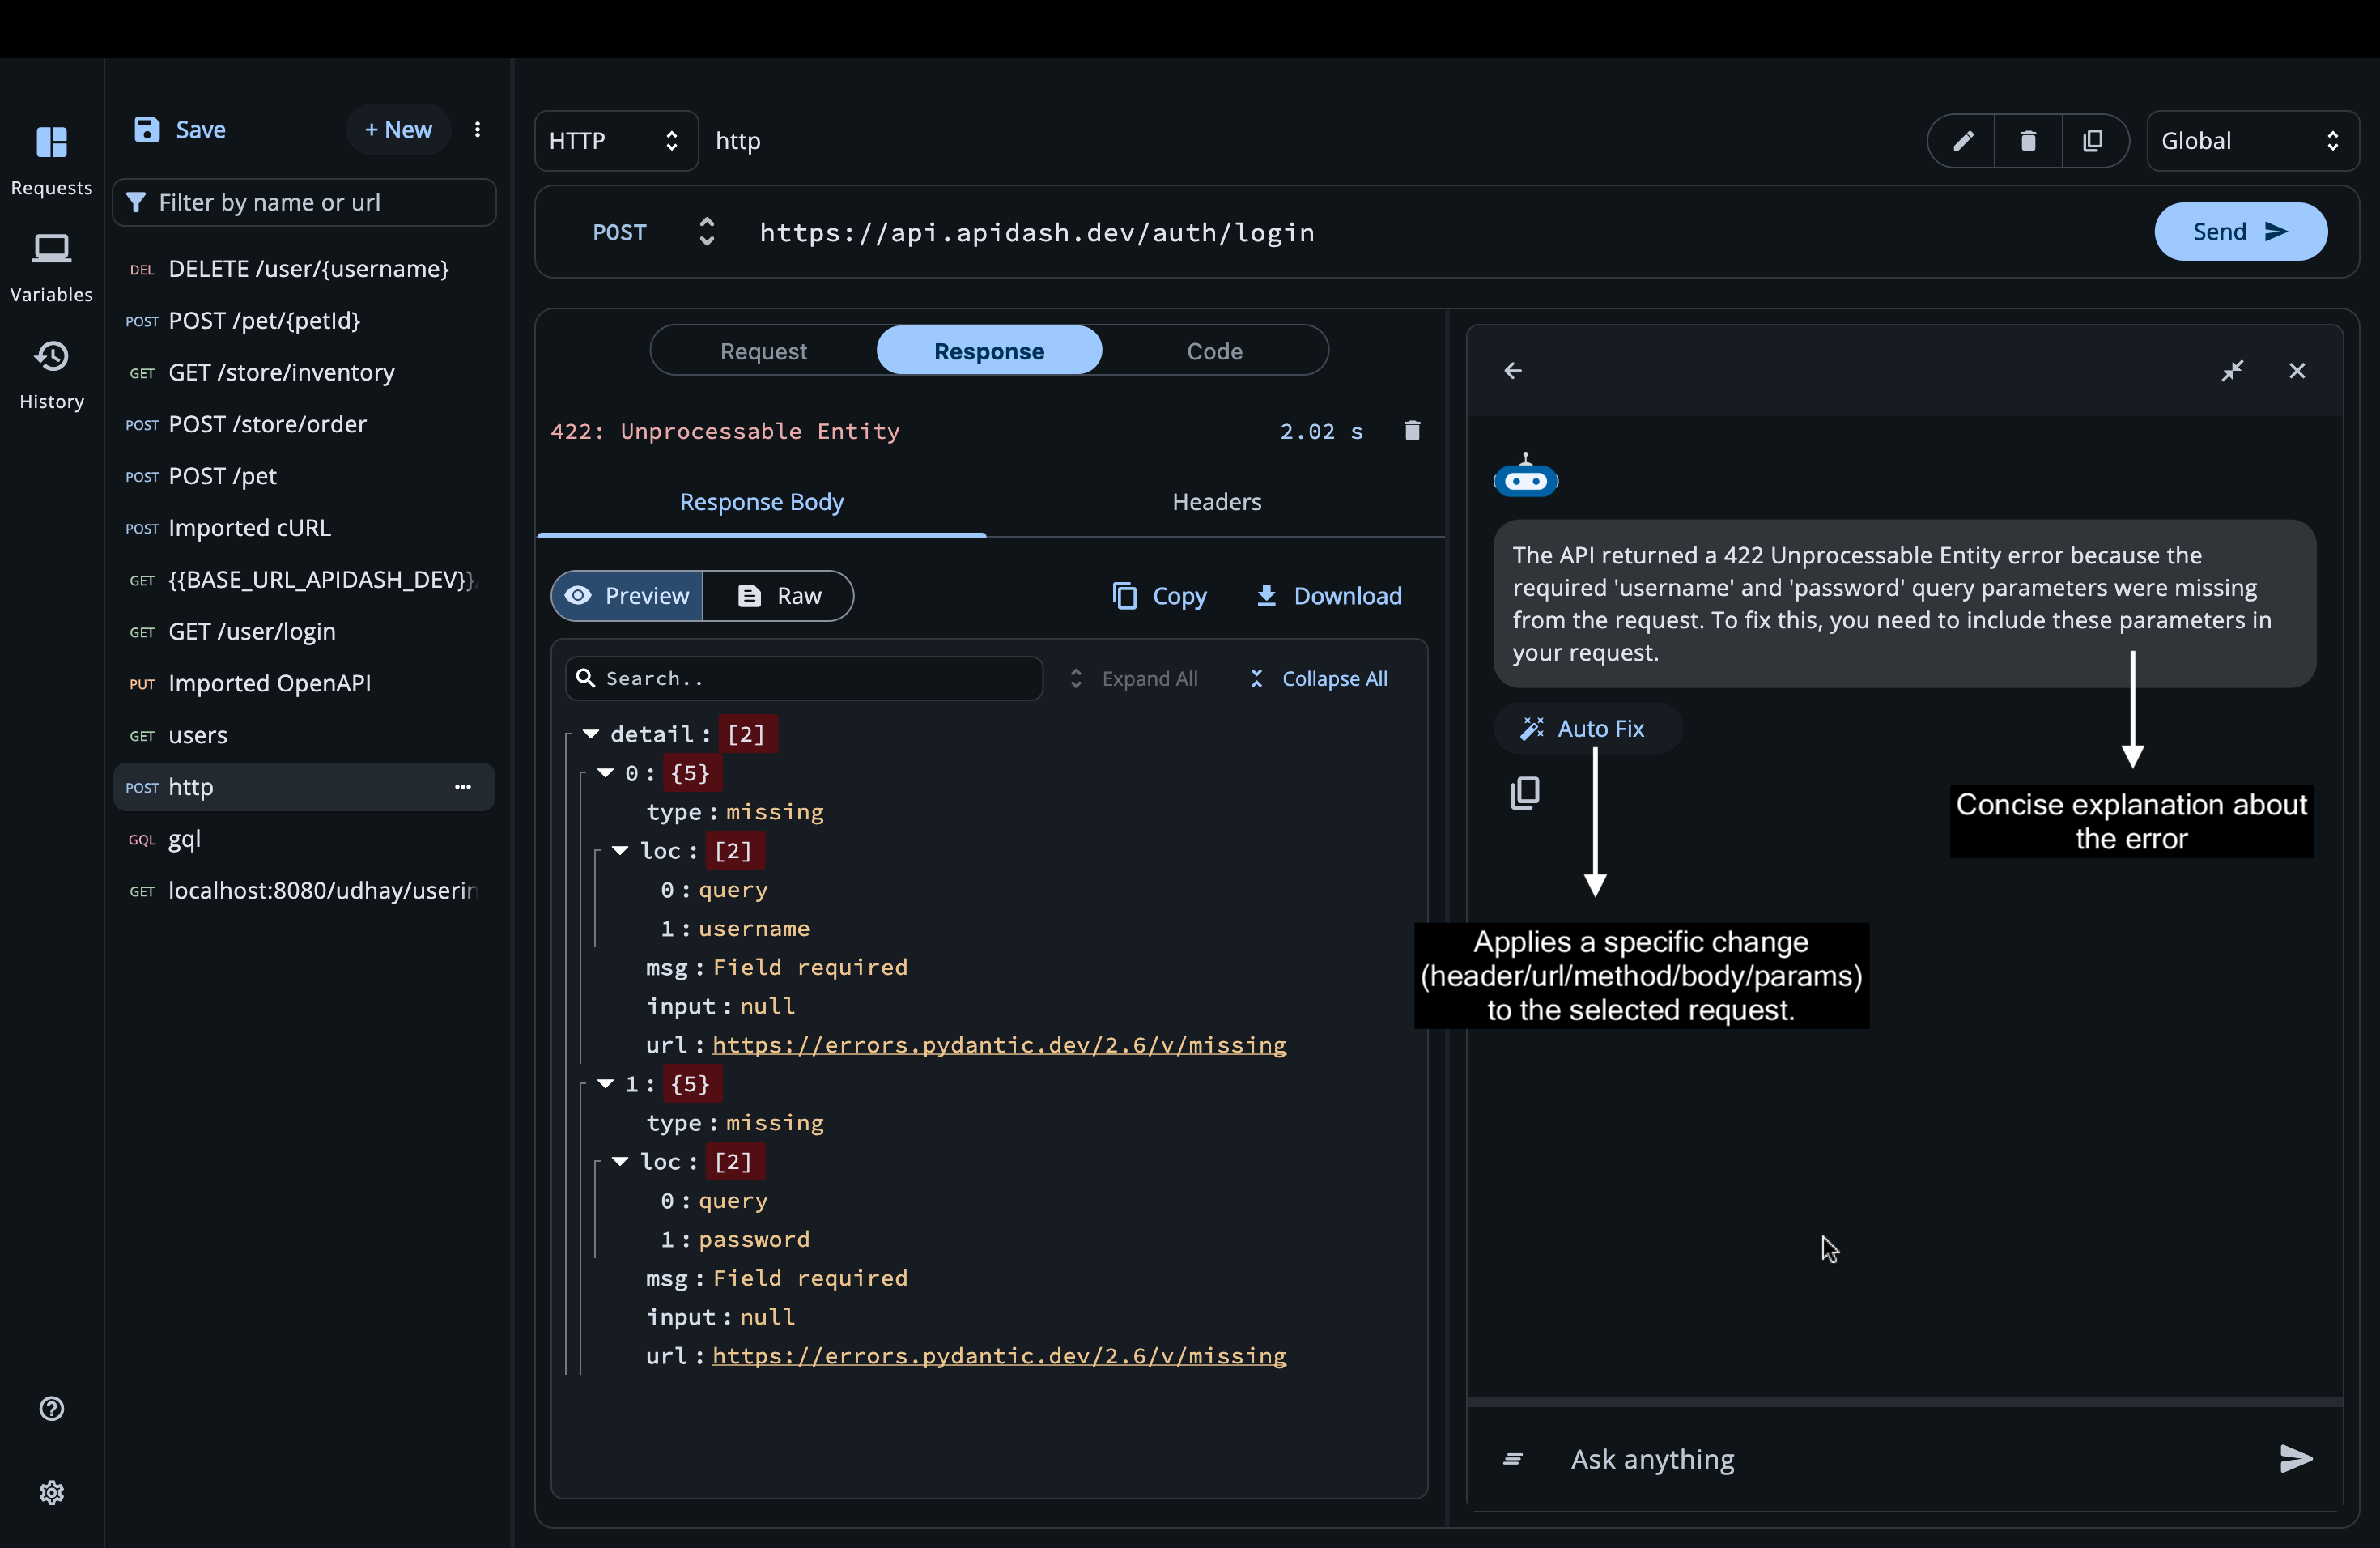 Requests
Variables
History
Save
+ New
Filter by name or url
DEL DELETE /user/{username}
POST POST /pet/{petId}
GET GET /store/inventory
POST POST /store/order
POST POST /pet
POST Imported cURL
GET {{BASE_URL_APIDASH_DEV}}
GET GET /user/login
PUT Imported OpenAPI
GET users
POST http
GQL gql
GET localhost:8080/udhay/userin
HTTP
http
Global
POST
https://api.apidash.dev/auth/login
Send
Request
Response
Code
422: Unprocessable Entity
2.02 s
Response Body
Headers
Preview
Raw
Copy
Download
Search..
Expand All
Collapse All
detail: [2]
0: {5}
type: missing
loc: [2]
0: query
1: username
msg: Field required
input: null
url: https://errors.pydantic.dev/2.6/v/missing
1: {5}
type: missing
loc: [2]
0: query
1: password
msg: Field required
input: null
url: https://errors.pydantic.dev/2.6/v/missing
The API returned a 422 Unprocessable Entity error because the
required 'username' and 'password' query parameters were missing
from the request. To fix this, you need to include these parameters in
your request.
Auto Fix
Concise explanation about
the error
Applies a specific change
(header/url/method/body/params)
to the selected request.
Ask anything